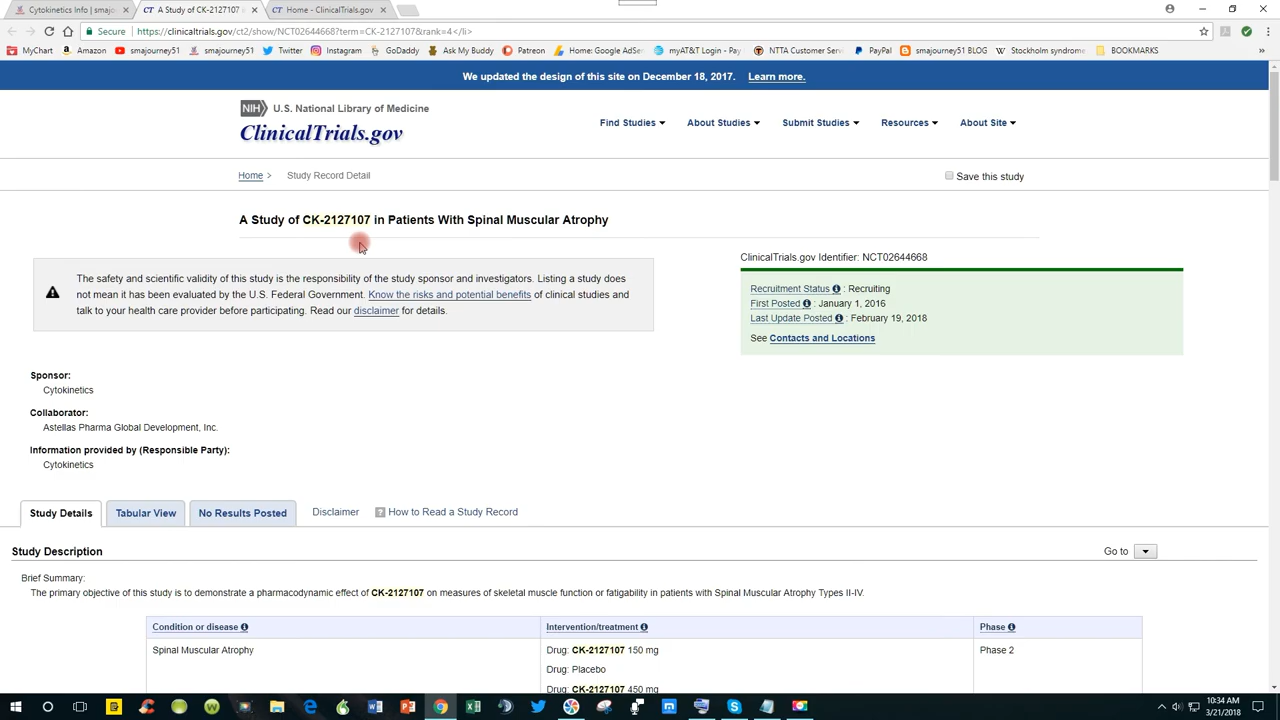 Cytokinetics Info | smajo
A Study of CK-2127107
Home - ClinicalTrials.gov
Secure https://clinicaltrials.gov/ct2/show/NCT02644668?term=CK-2127107&rank=4</li>
MyChart Amazon smajourney51 smajourney51 Twitter Instagram GoDaddy Ask My Buddy Patreon Home: Google AdSen myAT&T Login - Pay NTTA Customer Serv PayPal smajourney51 BLOG Stockholm syndrome BOOKMARKS
We updated the design of this site on December 18, 2017. Learn more.
NIH U.S. National Library of Medicine
ClinicalTrials.gov
Find Studies About Studies Submit Studies Resources About Site
Home > Study Record Detail
Save this study
A Study of CK-2127107 in Patients With Spinal Muscular Atrophy
The safety and scientific validity of this study is the responsibility of the study sponsor and investigators. Listing a study does
not mean it has been evaluated by the U.S. Federal Government. Know the risks and potential benefits of clinical studies and
talk to your health care provider before participating. Read our disclaimer for details.
ClinicalTrials.gov Identifier: NCT02644668
Recruitment Status : Recruiting
First Posted : January 1, 2016
Last Update Posted : February 19, 2018
See Contacts and Locations
Sponsor:
Cytokinetics
Collaborator:
Astellas Pharma Global Development, Inc.
Information provided by (Responsible Party):
Cytokinetics
Study Details Tabular View No Results Posted Disclaimer ? How to Read a Study Record
Study Description
Go to
Brief Summary:
The primary objective of this study is to demonstrate a pharmacodynamic effect of CK-2127107 on measures of skeletal muscle function or fatigability in patients with Spinal Muscular Atrophy Types II-IV.
Condition or disease Intervention/treatment Phase
Spinal Muscular Atrophy Drug: CK-2127107 150 mg Phase 2
Drug: Placebo
Drug: CK-2127107 450 mg
10:34 AM
3/21/2018